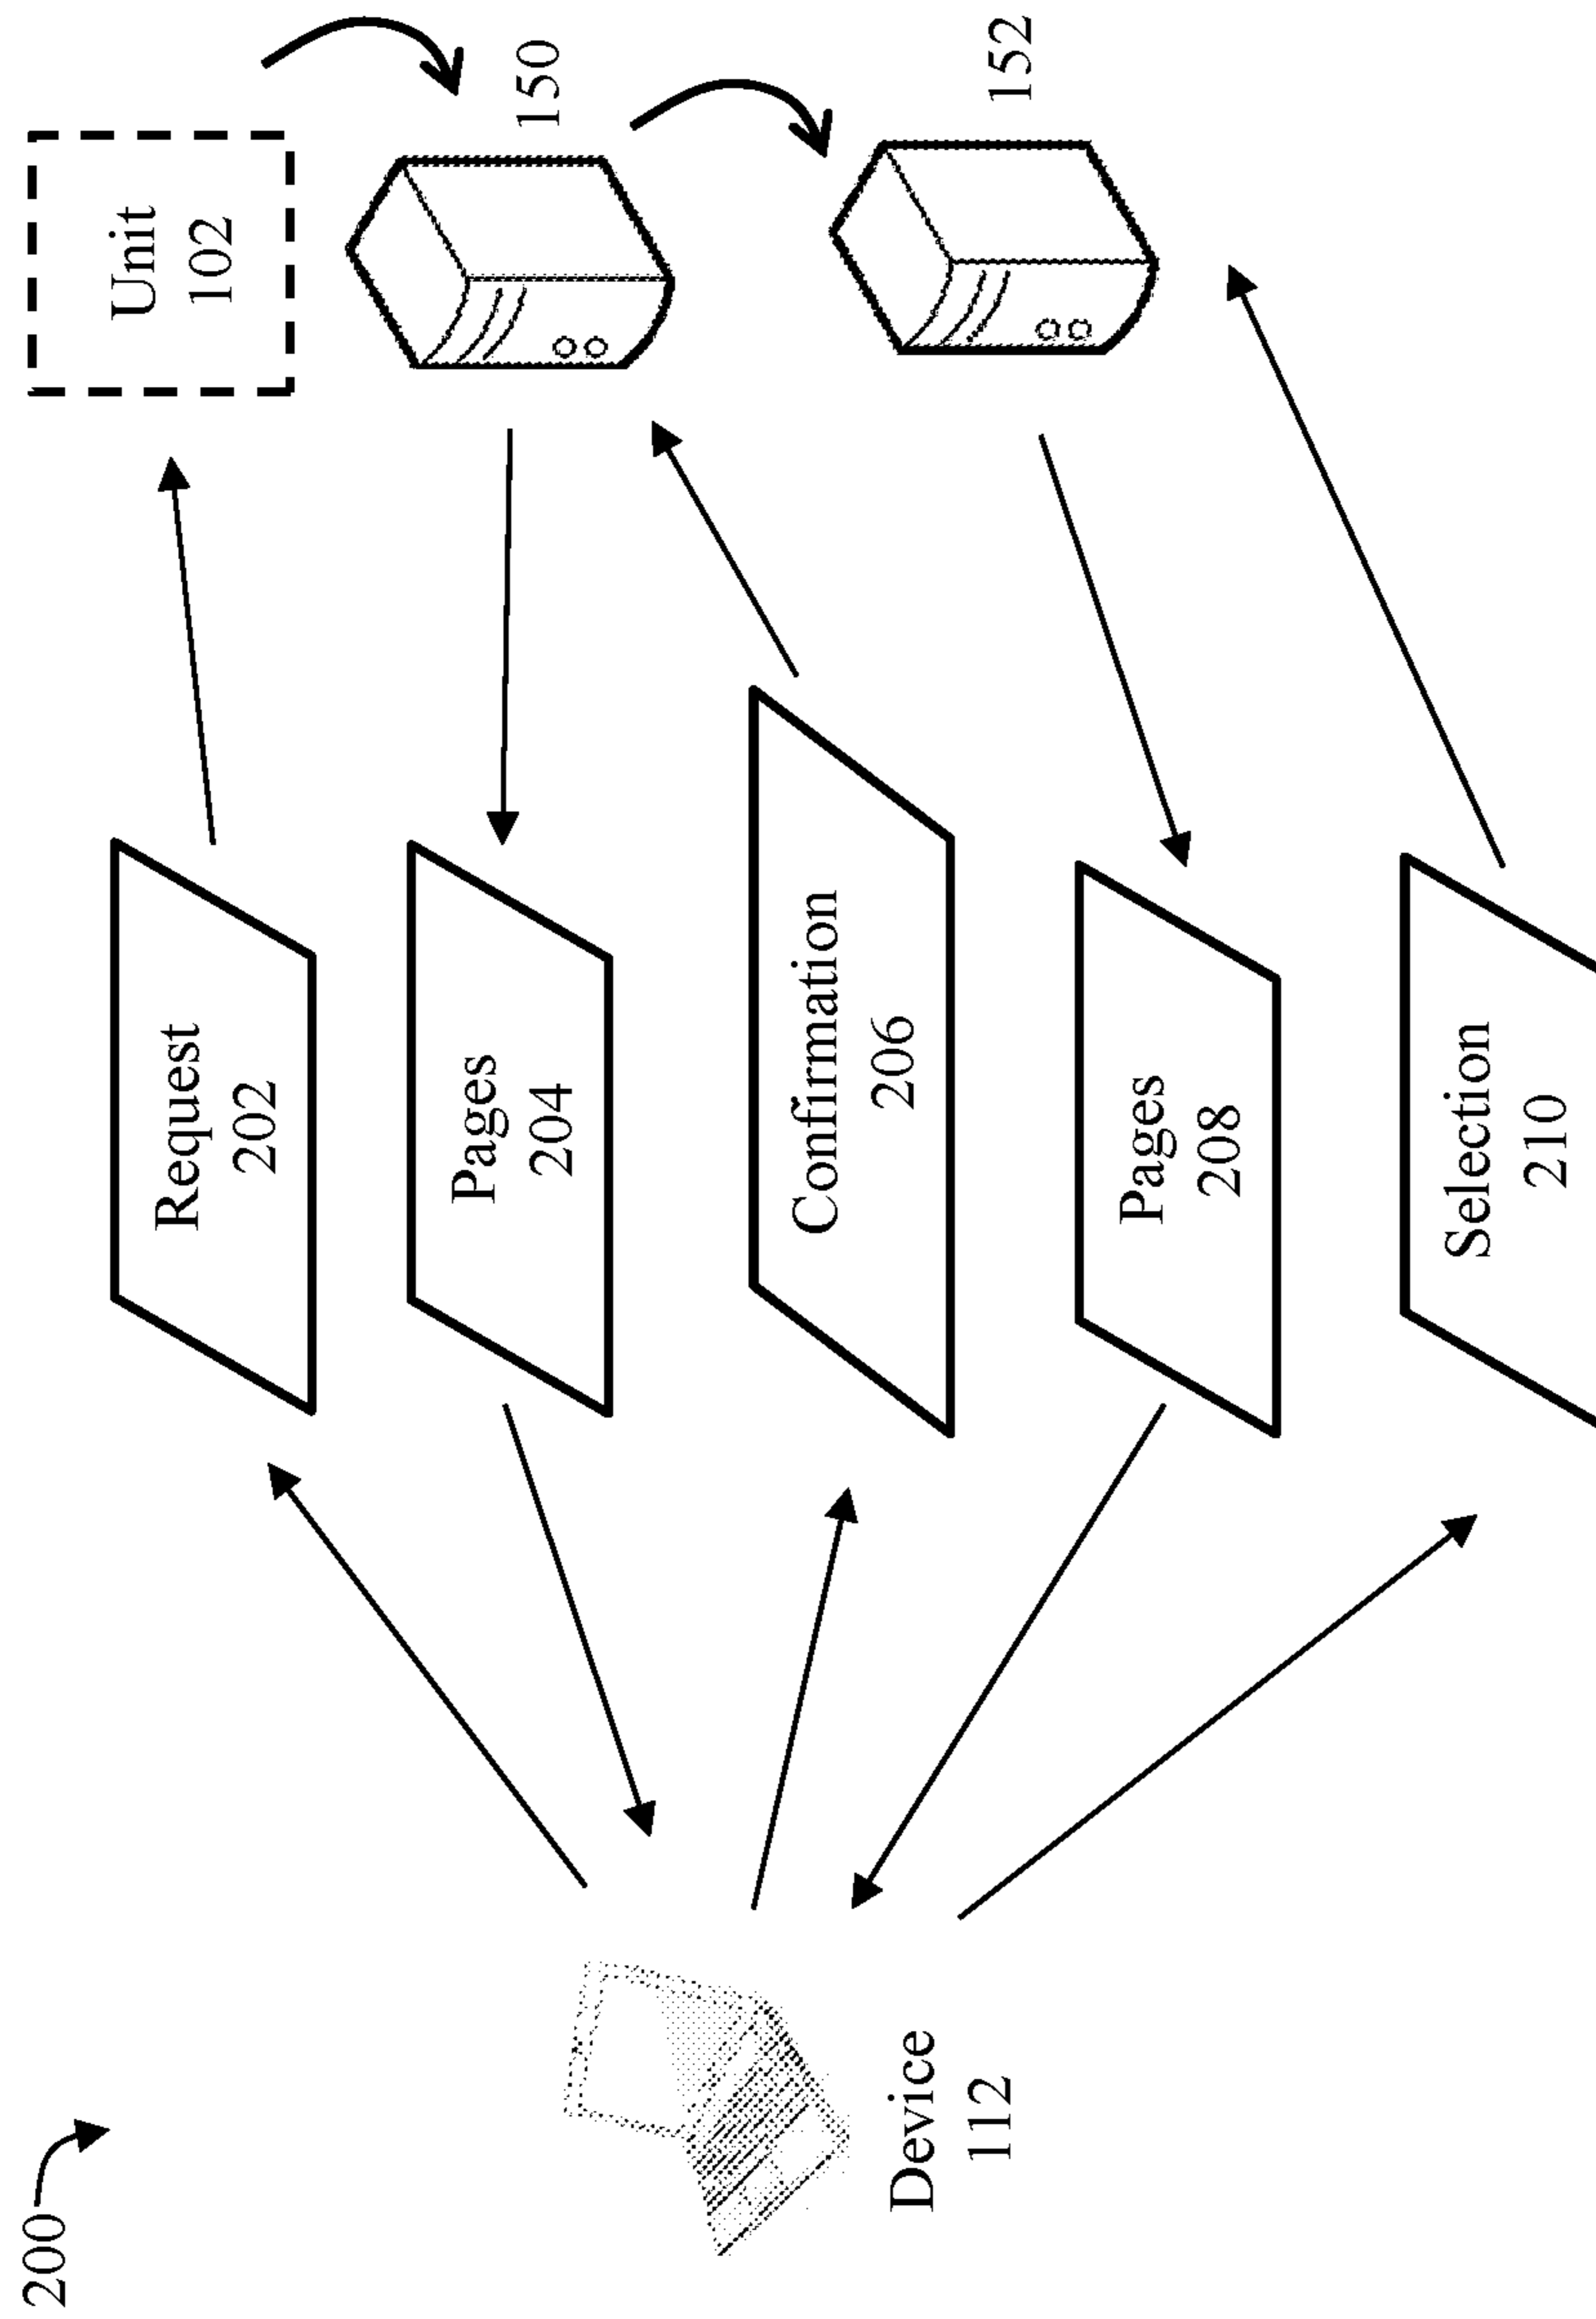 200
Request
202
Unit
102
Pages
204
150
Confirmation
206
Device
112
Pages
208
152
Selection
210